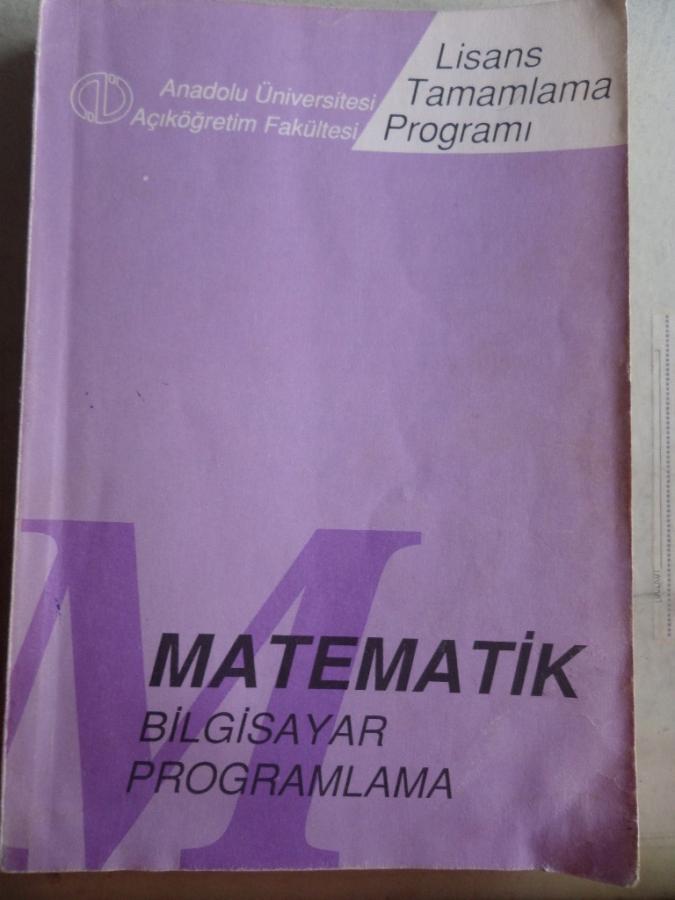 Anadolu Üniversitesi
Açıköğretim Fakültesi
Lisans
Tamamlama
Programı
M
MATEMATİK
BİLGİSAYAR
PROGRAMLAMA